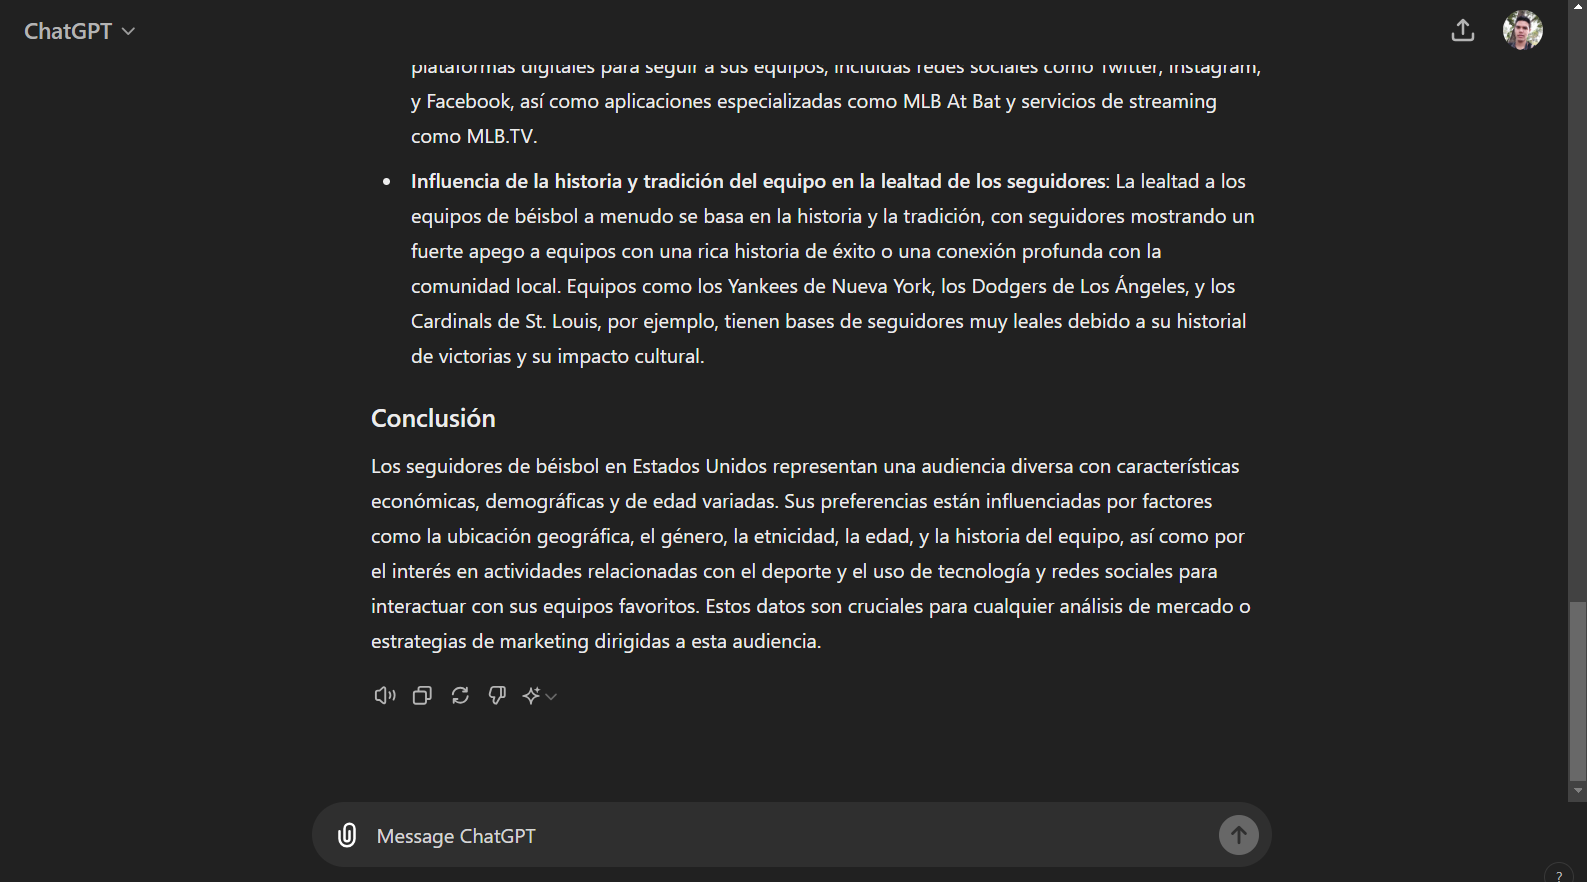 ChatGPT
plataformas digitales para seguir a sus equipos, incluidas redes sociales como Twitter, Instagram,
y Facebook, así como aplicaciones especializadas como MLB At Bat y servicios de streaming
como MLB.TV.
• Influencia de la historia y tradición del equipo en la lealtad de los seguidores: La lealtad a los
equipos de béisbol a menudo se basa en la historia y la tradición, con seguidores mostrando un
fuerte apego a equipos con una rica historia de éxito o una conexión profunda con la
comunidad local. Equipos como los Yankees de Nueva York, los Dodgers de Los Ángeles, y los
Cardinals de St. Louis, por ejemplo, tienen bases de seguidores muy leales debido a su historial
de victorias y su impacto cultural.
Conclusión
Los seguidores de béisbol en Estados Unidos representan una audiencia diversa con características
económicas, demográficas y de edad variadas. Sus preferencias están influenciadas por factores
como la ubicación geográfica, el género, la etnicidad, la edad, y la historia del equipo, así como por
el interés en actividades relacionadas con el deporte y el uso de tecnología y redes sociales para
interactuar con sus equipos favoritos. Estos datos son cruciales para cualquier análisis de mercado o
estrategias de marketing dirigidas a esta audiencia.
Message ChatGPT
?